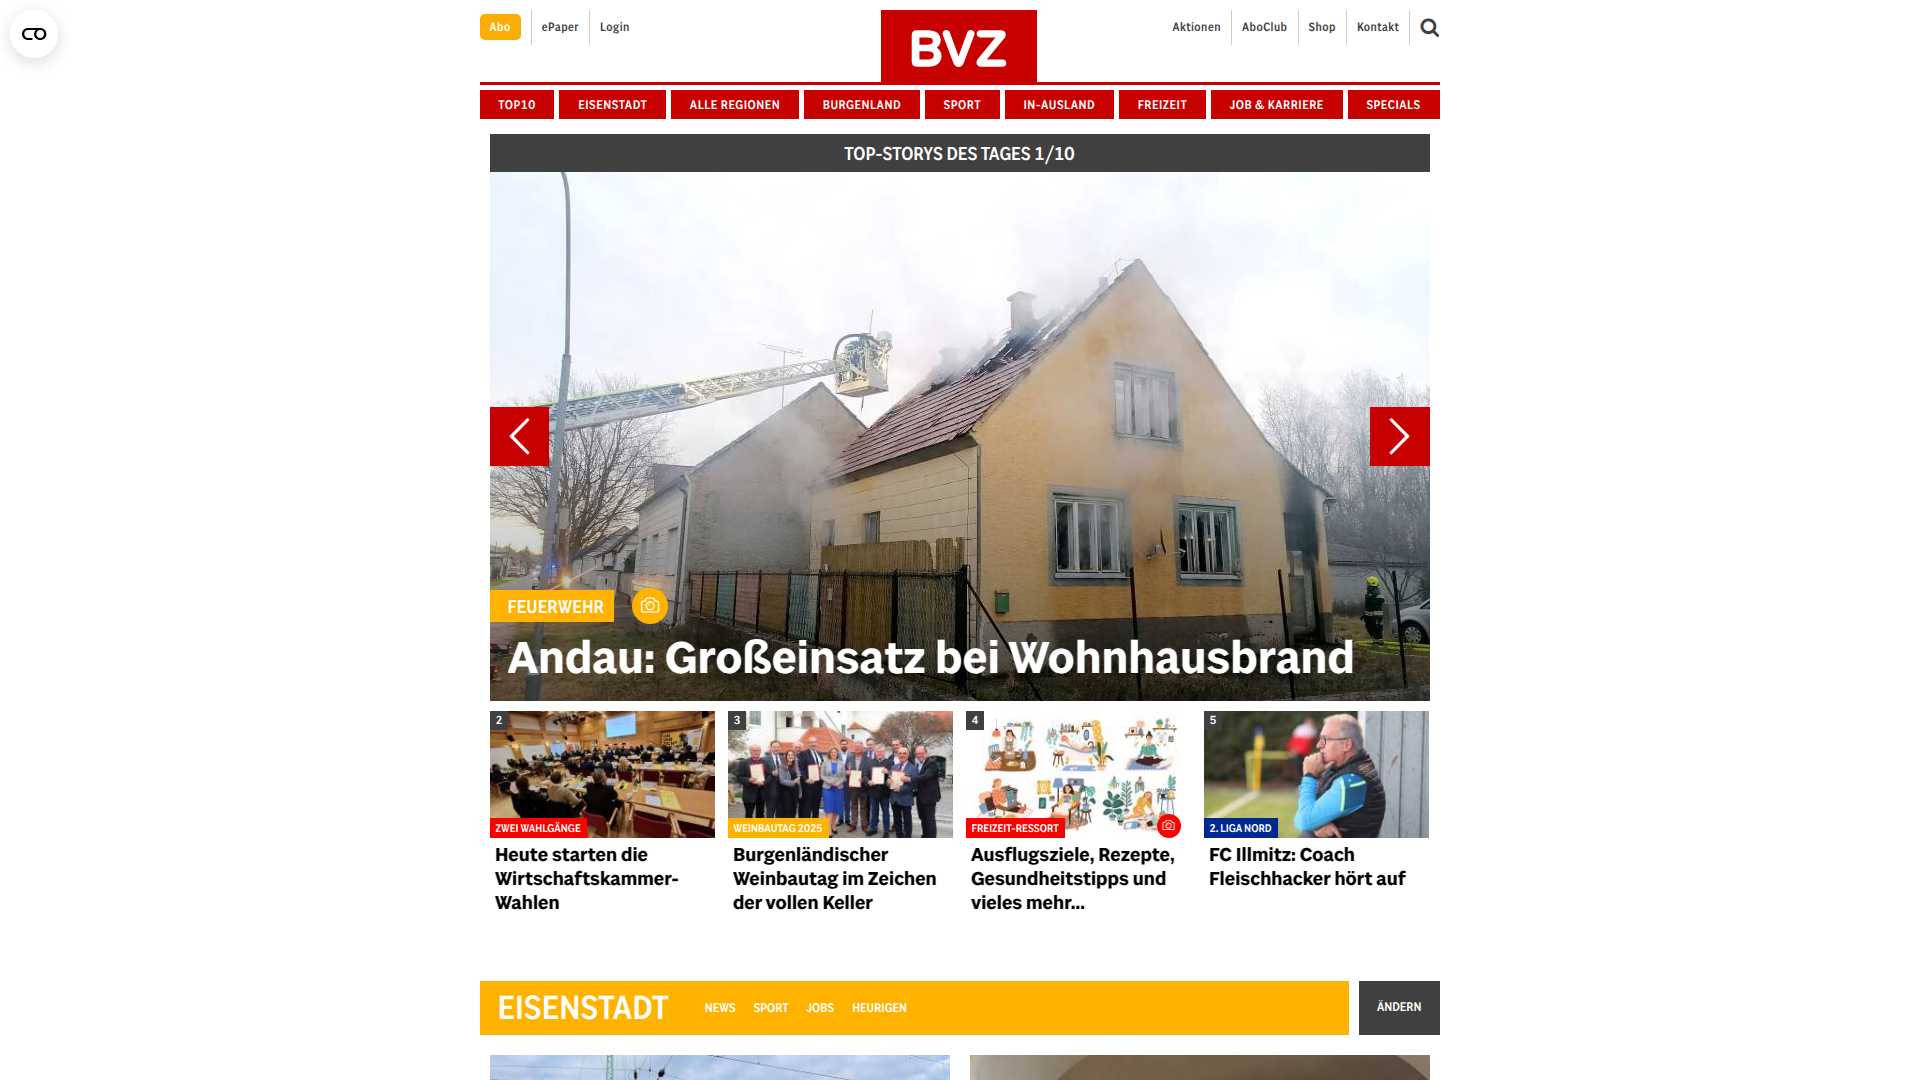 Abo
ePaper
Login
BVZ
Aktionen
AboClub
Shop
Kontakt
TOP10
EISENSTADT
ALLE REGIONEN
BURGENLAND
SPORT
IN-AUSLAND
FREIZEIT
JOB & KARRIERE
SPECIALS
TOP-STORYS DES TAGES 1/10
FEUERWEHR
Andau: Großeinsatz bei Wohnhausbrand
2
ZWEI WAHLGÄNGE
Heute starten die
Wirtschaftskammer-
Wahlen
3
WEINBAUTAG 2025
Burgenländischer
Weinbautag im Zeichen
der vollen Keller
4
FREIZEIT-RESSORT
Ausflugsziele, Rezepte,
Gesundheitstipps und
vieles mehr...
5
2. LIGA NORD
FC Illmitz: Coach
Fleischhacker hört auf
EISENSTADT
NEWS
SPORT
JOBS
HEURIGEN
ÄNDERN